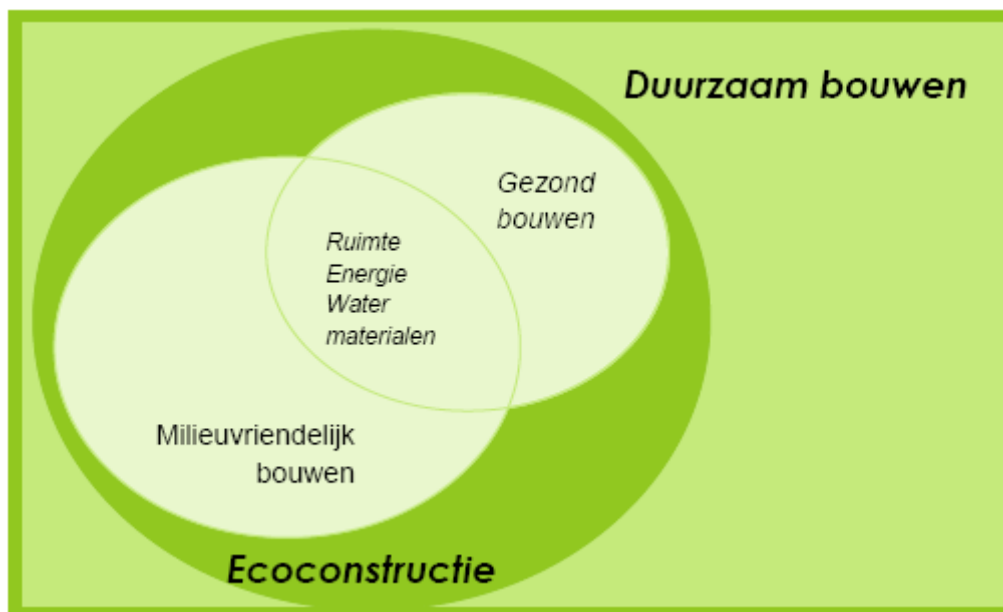 Duurzaam bouwen
Gezond
bouwen
Ruimte
Energie
Water
materialen
Milieuvriendelijk
bouwen
Ecoconstructie